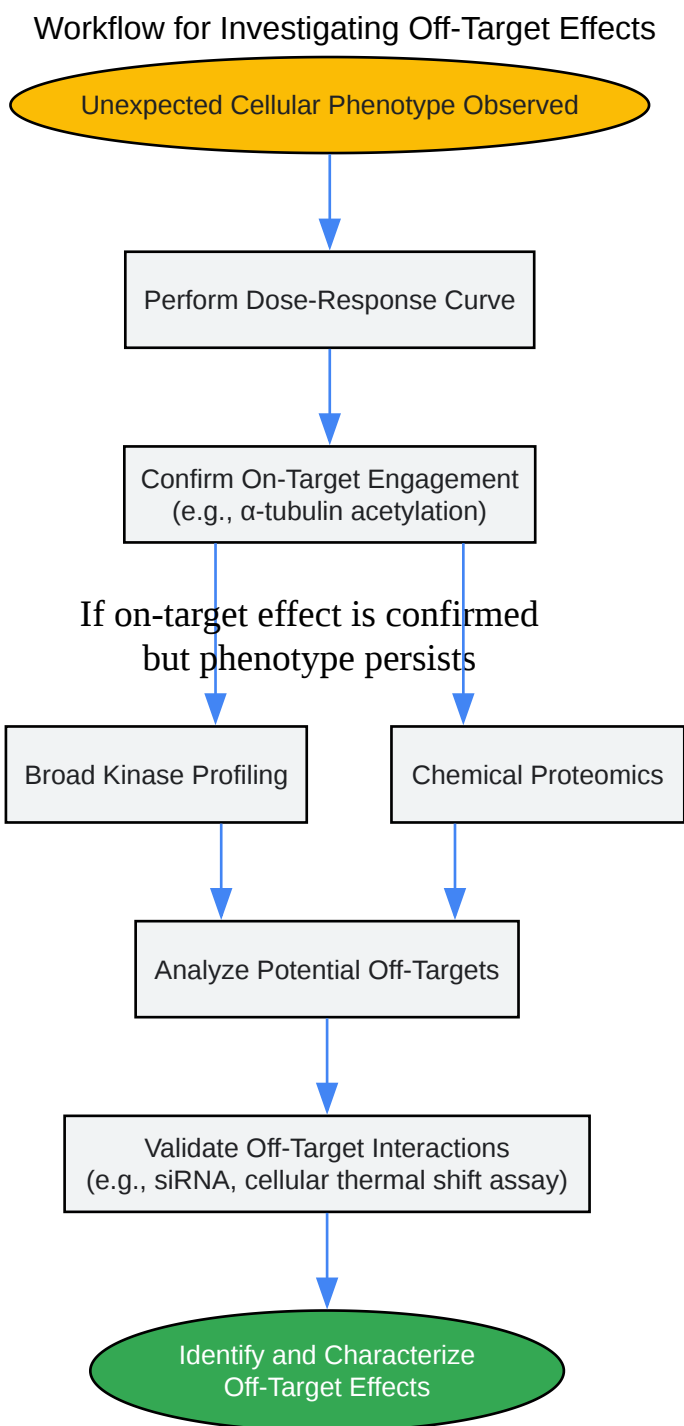 Workflow for Investigating Off-Target Effects
Unexpected Cellular Phenotype Observed
Perform Dose-Response Curve
Confirm On-Target Engagement
(e.g., α-tubulin acetylation)
If on-target effect is confirmed
but phenotype persists
Broad Kinase Profiling
Chemical Proteomics
Analyze Potential Off-Targets
Validate Off-Target Interactions
(e.g., siRNA, cellular thermal shift assay)
Identify and Characterize
Off-Target Effects